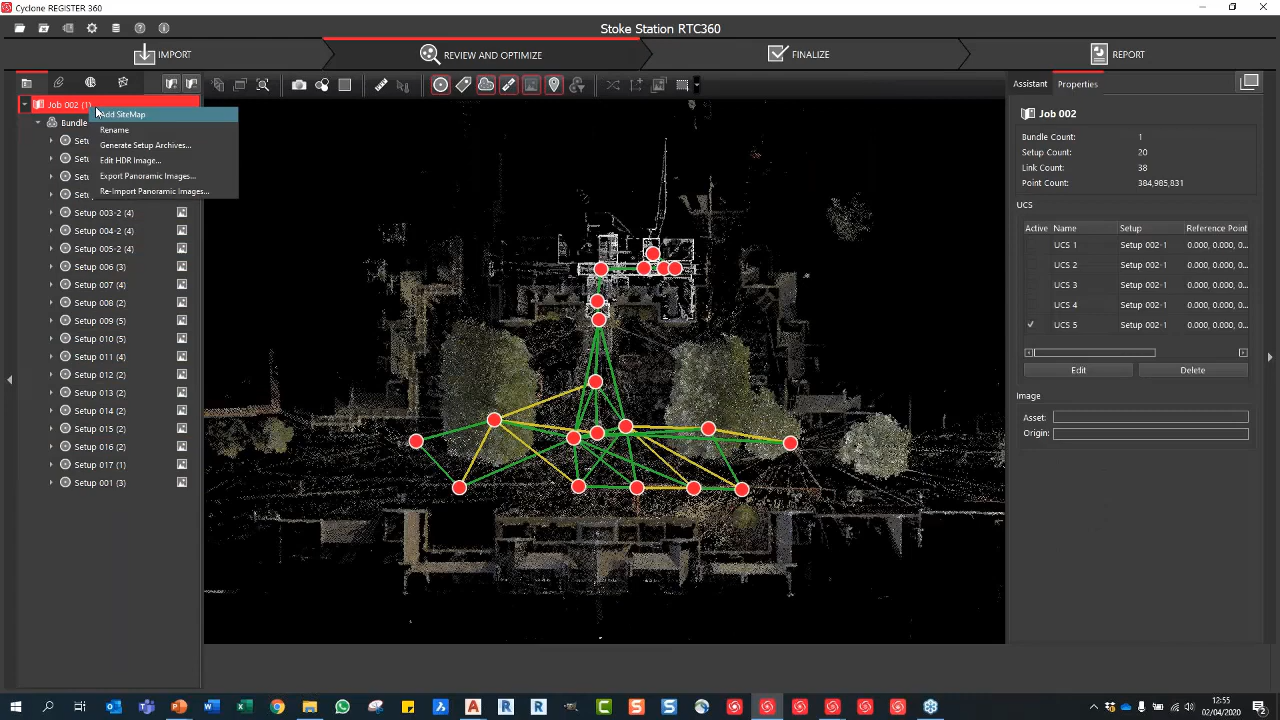 Cyclone REGISTER 360
Stoke Station RTC360
IMPORT
REVIEW AND OPTIMIZE
FINALIZE
REPORT
Job 002 (1)
Add SiteMap
Rename
Generate Setup Archives...
Edit HDR Image...
Export Panoramic Images...
Re-Import Panoramic Images...
Bundle
Setu
Setu
Setu
Setu
Setup 003-2 (4)
Setup 004-2 (4)
Setup 005-2 (4)
Setup 006 (3)
Setup 007 (4)
Setup 008 (2)
Setup 009 (5)
Setup 010 (5)
Setup 011 (4)
Setup 012 (2)
Setup 013 (2)
Setup 014 (2)
Setup 015 (2)
Setup 016 (2)
Setup 017 (1)
Setup 001 (3)
Assistant
Properties
Job 002
Bundle Count: 1
Setup Count: 20
Link Count: 38
Point Count: 384,985,831
UCS
Active Name Setup Reference Point
UCS 1 Setup 002-1 0.000, 0.000, 0...
UCS 2 Setup 002-1 0.000, 0.000, 0...
UCS 3 Setup 002-1 0.000, 0.000, 0...
UCS 4 Setup 002-1 0.000, 0.000, 0...
UCS 5 Setup 002-1 0.000, 0.000, 0...
Edit
Delete
Image
Asset:
Origin:
12:55
02/04/2020